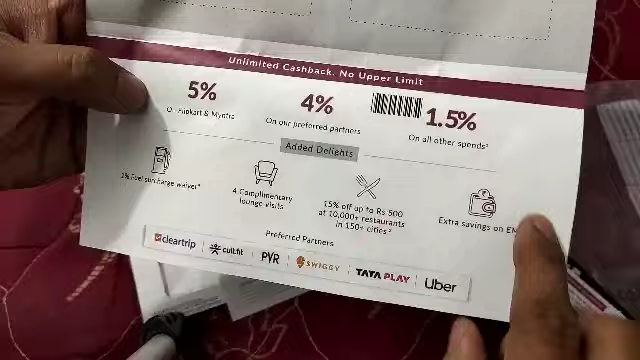 Unlimited Cashback. No Upper Limit
5%
On Flipkart & Myntra
4%
On our preferred partners
1.5%
On all other spends²
Added Delights
1% Fuel surcharge waiver*
4 Complimentary
lounge visits
15% off up to Rs 500
at 10,000+ restaurants
in 150+ cities
Extra savings on
Preferred Partners
cleartrip
cult.fit
PVR
SWIGGY
TATA PLAY
Uber